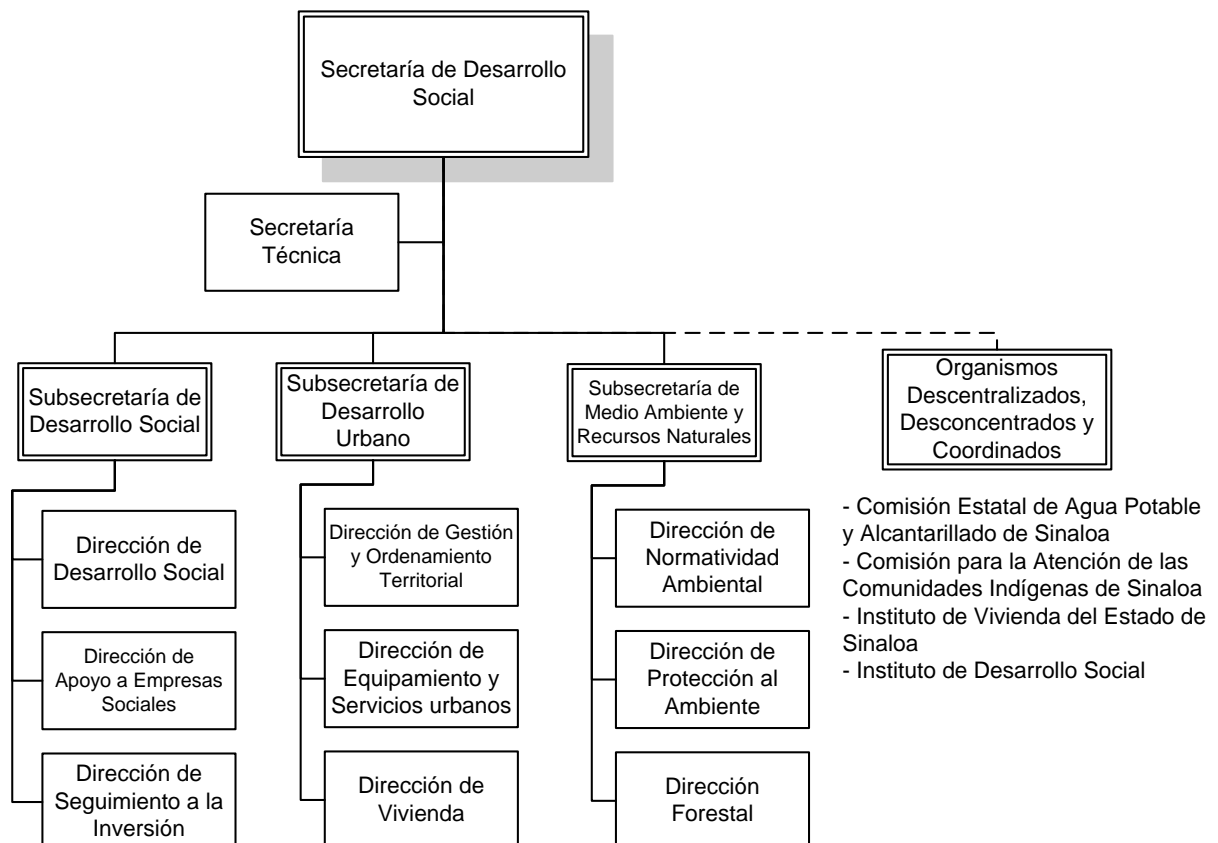 Secretaría de Desarrollo
Social
Secretaría
Técnica
Subsecretaría de
Desarrollo Social
Subsecretaría de
Desarrollo
Urbano
Subsecretaría de
Medio Ambiente y
Recursos Naturales
Organismos
Descentralizados,
Desconcentrados y
Coordinados
Dirección de
Desarrollo Social
Dirección de
Apoyo a Empresas
Sociales
Dirección de
Seguimiento a la
Inversión
Dirección de Gestión
y Ordenamiento
Territorial
Dirección de
Equipamiento y
Servicios urbanos
Dirección de
Vivienda
Dirección de
Normatividad
Ambiental
Dirección de
Protección al
Ambiente
Dirección
Forestal
- Comisión Estatal de Agua Potable
y Alcantarillado de Sinaloa
- Comisión para la Atención de las
Comunidades Indígenas de Sinaloa
- Instituto de Vivienda del Estado de
Sinaloa
- Instituto de Desarrollo Social